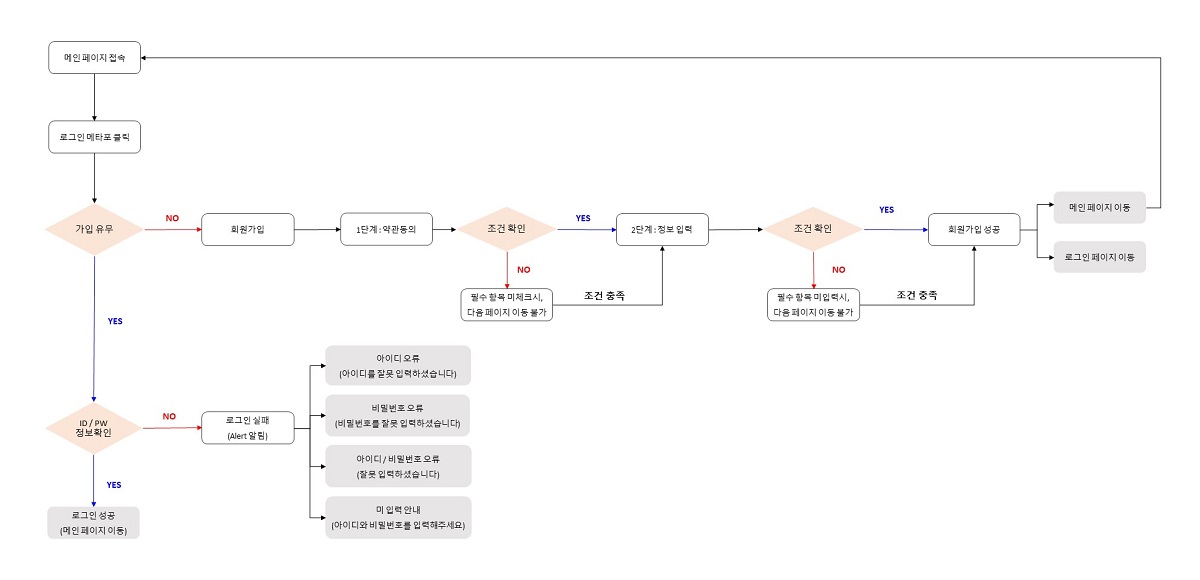 메인 페이지 접속
로그인 메타포 클릭
가입 유무
NO
회원가입
1단계 : 약관동의
조건 확인
YES
2단계 : 정보 입력
조건 확인
YES
회원가입 성공
메인 페이지 이동
로그인 페이지 이동
NO
필수 항목 미체크시,
다음 페이지 이동 불가
조건 충족
NO
필수 항목 미입력시,
다음 페이지 이동 불가
조건 충족
YES
ID / PW
정보확인
NO
로그인 실패
(Alert 알림)
아이디 오류
(아이디를 잘못 입력하셨습니다)
비밀번호 오류
(비밀번호를 잘못 입력하셨습니다)
아이디 / 비밀번호 오류
(잘못 입력하셨습니다)
미 입력 안내
(아이디와 비밀번호를 입력해주세요)
YES
로그인 성공
(메인 페이지 이동)